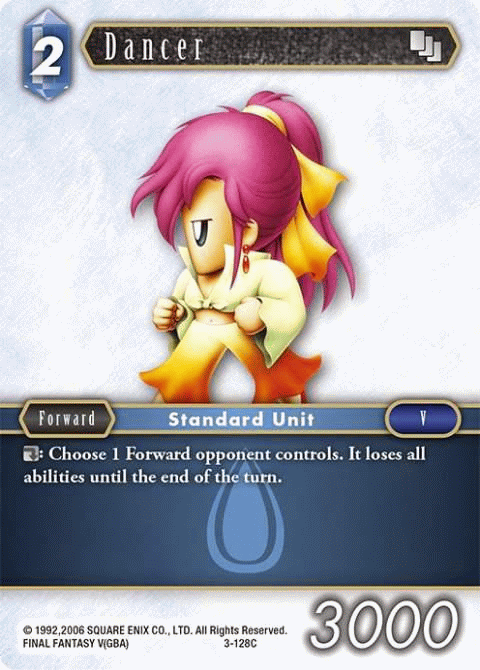 2
Dancer
Forward
Standard Unit
V
: Choose 1 Forward opponent controls. It loses all
abilities until the end of the turn.
© 1992,2006 SQUARE ENIX CO., LTD. All Rights Reserved.
FINAL FANTASY V(GBA)
3-128C
3000